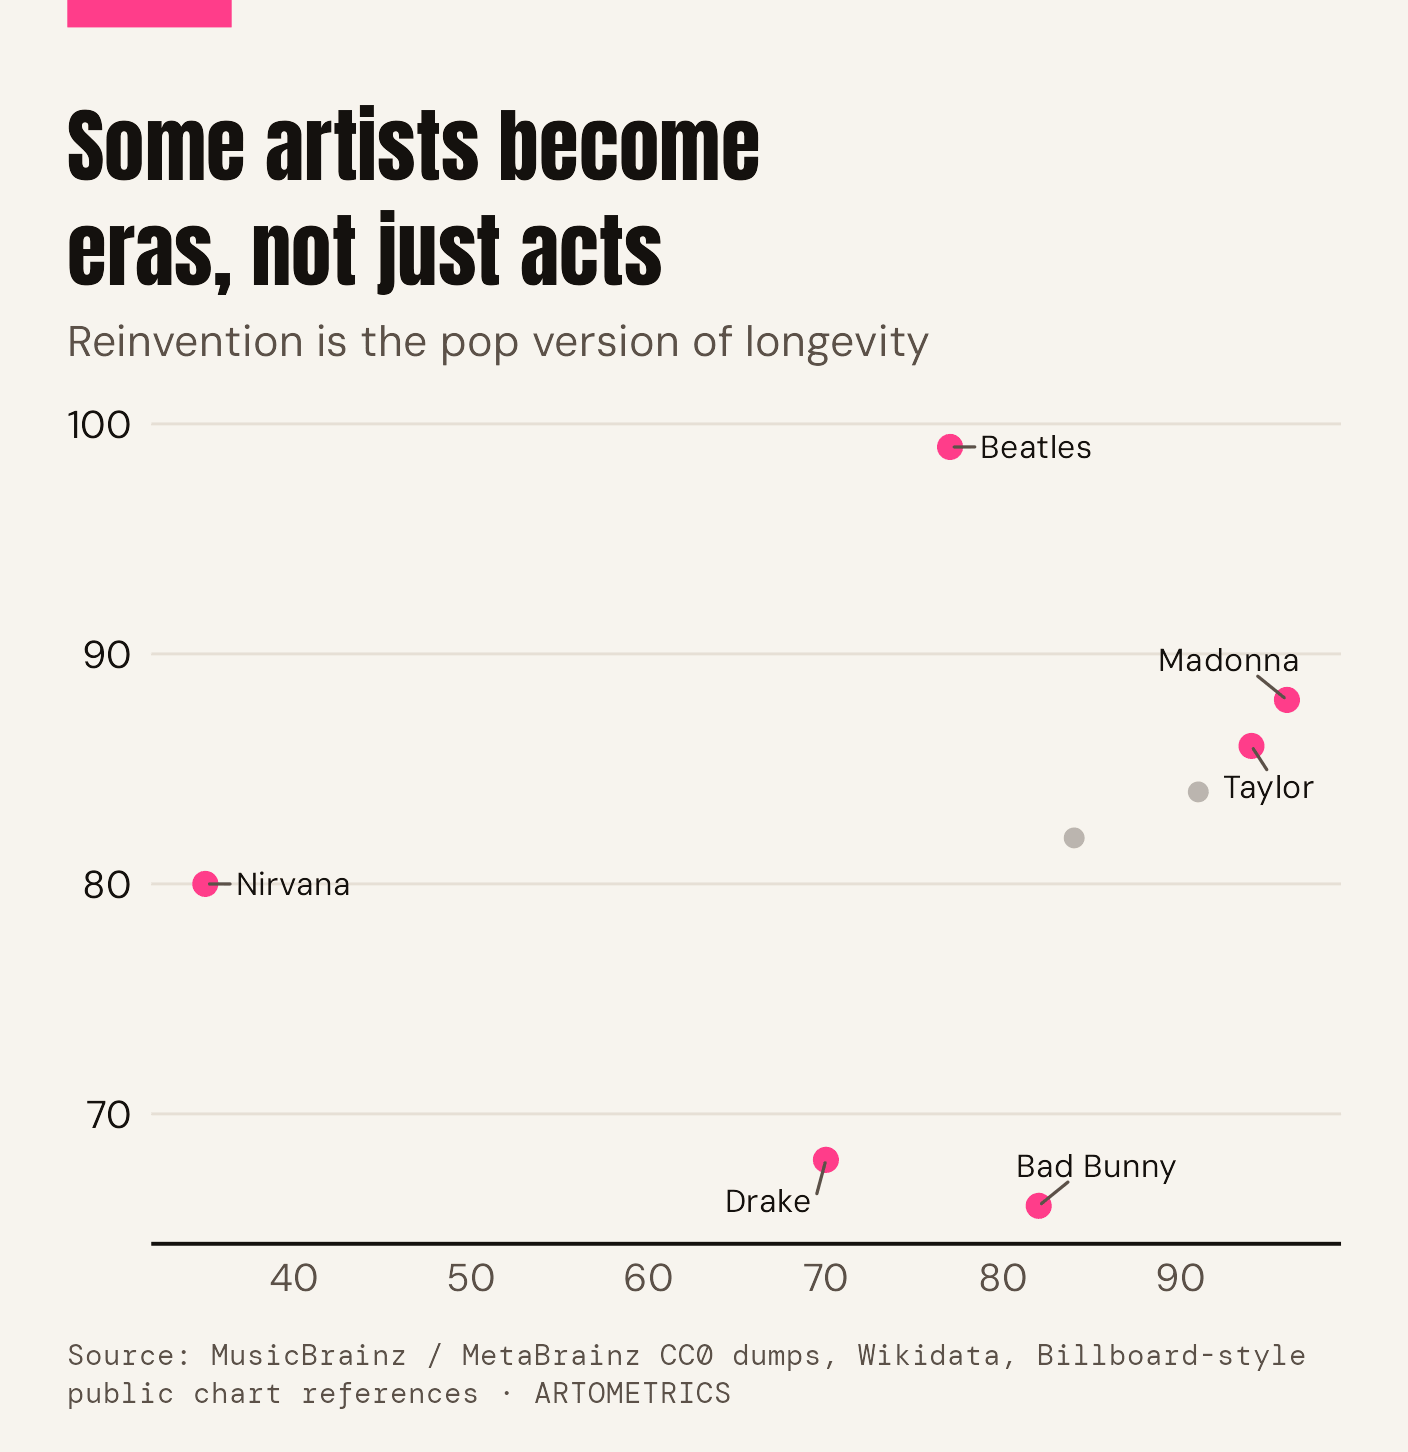 Some artists become
eras, not just acts
Reinvention is the pop version of longevity
100
Beatles
90
Madonna
Taylor
80
Nirvana
70
Bad Bunny
Drake
40 50 60 70 80 90
Source: MusicBrainz / MetaBrainz CC0 dumps, Wikidata, Billboard-style
public chart references · ARTOMETRICS